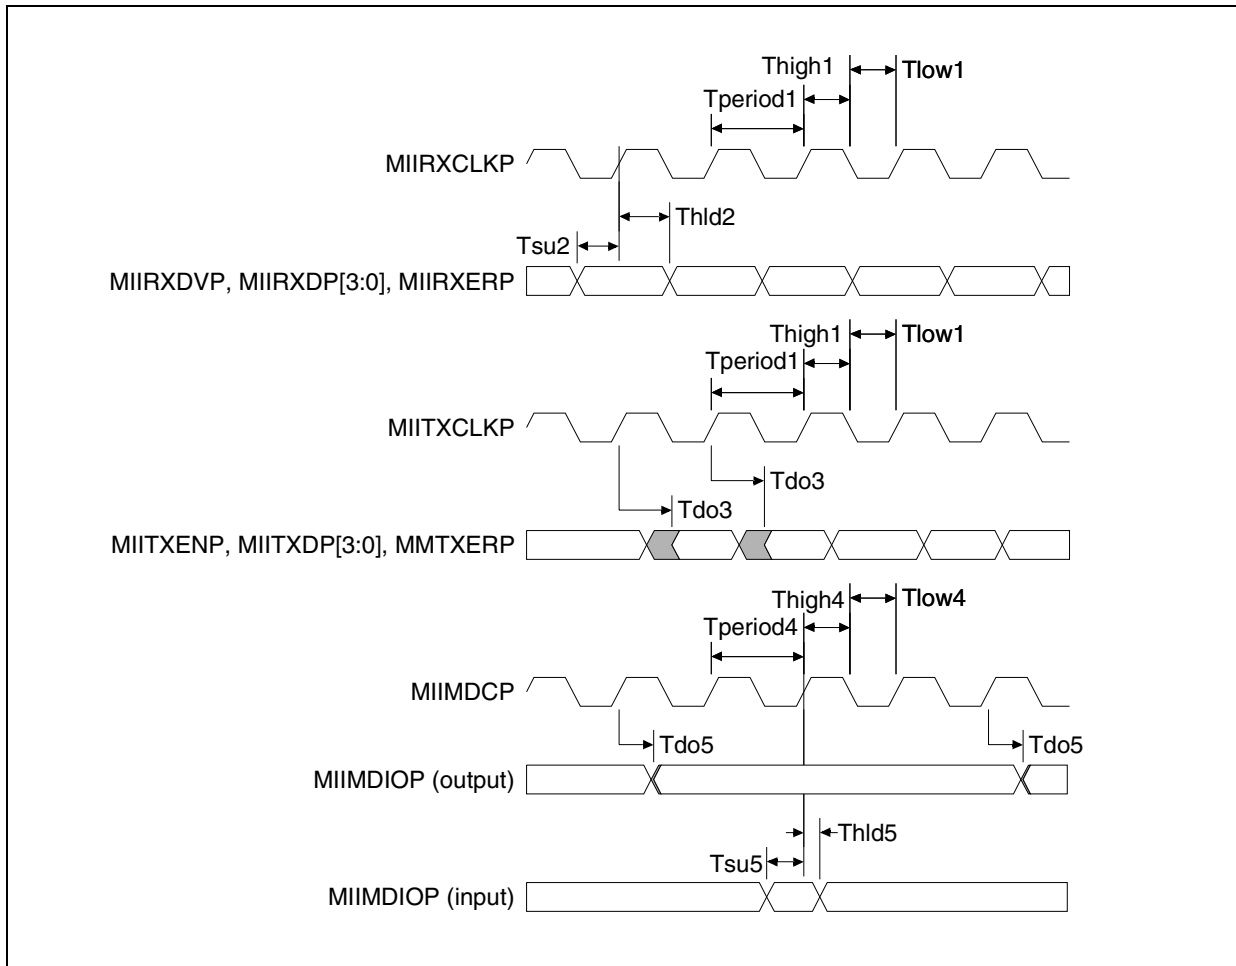 Thigh1 Tlow1
Tperiod1
MIIRXCLKP
Thld2
Tsu2
MIIRXDVP, MIIRXDP[3:0], MIIRXERP
Thigh1 Tlow1
Tperiod1
MIITXCLKP
Tdo3
Tdo3
MIITXENP, MIITXDP[3:0], MMTXERP
Thigh4 Tlow4
Tperiod4
MIIMDCP
Tdo5 Tdo5
MIIMDIOP (output)
Thld5
Tsu5
MIIMDIOP (input)